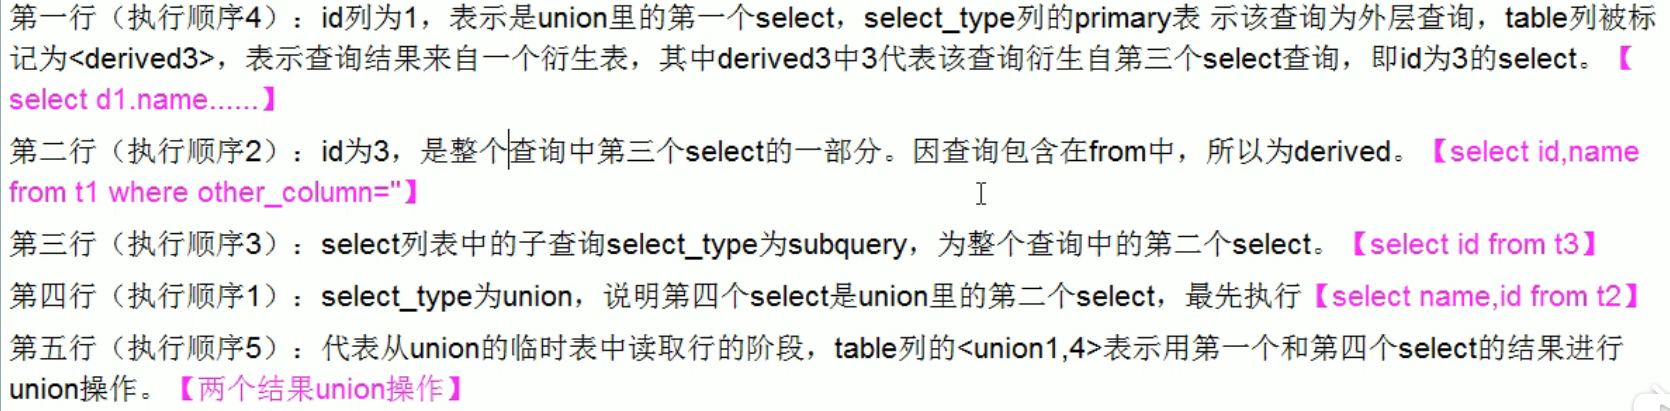 第一行（执行顺序4）：id列为1，表示是union里的第一个select，select_type列的primary表 示该查询为外层查询，table列被标
记为<derived3>，表示查询结果来自一个衍生表，其中derived3中3代表该查询衍生自第三个select查询，即id为3的select。【
select d1.name......】
第二行（执行顺序2）：id为3，是整个查询中第三个select的一部分。因查询包含在from中，所以为derived。【select id,name
from t1 where other_column=''】
第三行（执行顺序3）：select列表中的子查询select_type为subquery，为整个查询中的第二个select。【select id from t3】
第四行（执行顺序1）：select_type为union，说明第四个select是union里的第二个select，最先执行【select name,id from t2】
第五行（执行顺序5）：代表从union的临时表中读取行的阶段，table列的<union1,4>表示用第一个和第四个select的结果进行
union操作。【两个结果union操作】